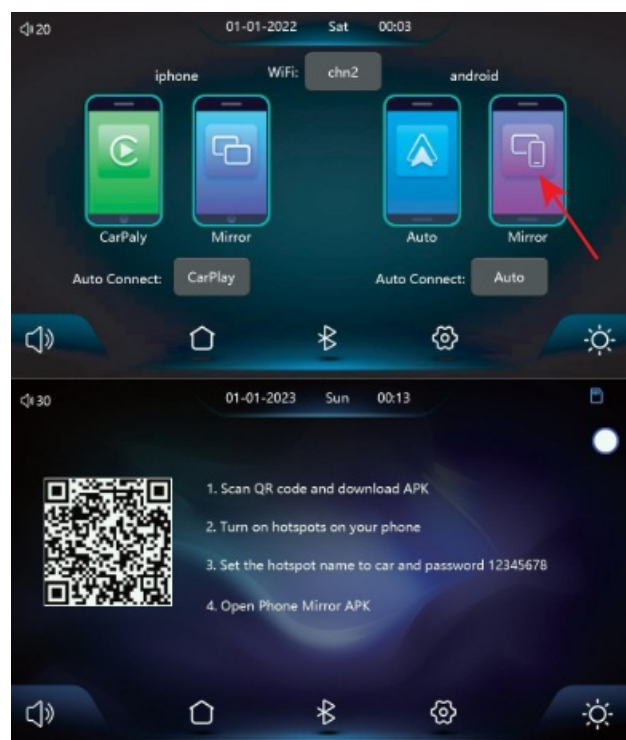 20 01-01-2022 Sat 00:03
iphone WiFi: chn2 android
CarPaly Mirror Auto Mirror
Auto Connect: CarPlay Auto Connect: Auto
30 01-01-2023 Sun 00:13
1. Scan QR code and download APK
2. Turn on hotspots on your phone
3. Set the hotspot name to car and password 12345678
4. Open Phone Mirror APK